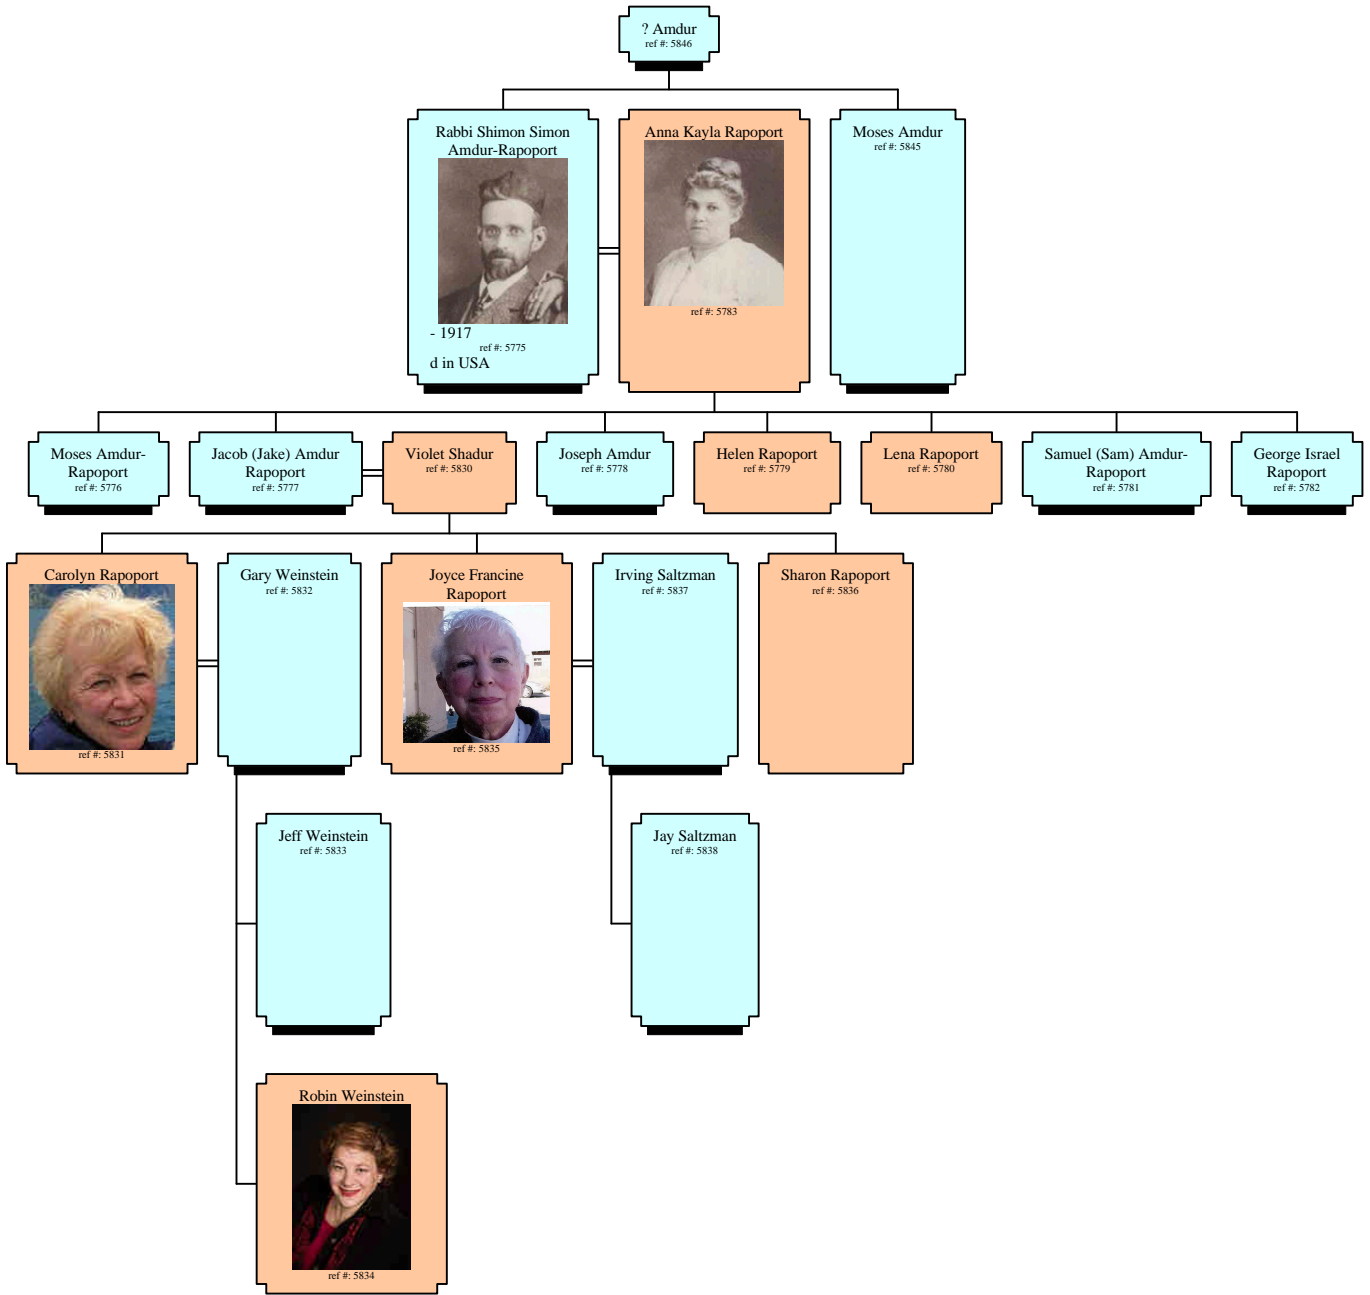 ? Amdur
ref #: 5846
Rabbi Shimon Simon
Amdur-Rapoport
- 1917
ref #: 5775
d in USA
Anna Kayla Rapoport
ref #: 5783
Moses Amdur
ref #: 5845
Moses Amdur-
Rapoport
ref #: 5776
Jacob (Jake) Amdur
Rapoport
ref #: 5777
Violet Shadur
ref #: 5830
Joseph Amdur
ref #: 5778
Helen Rapoport
ref #: 5779
Lena Rapoport
ref #: 5780
Samuel (Sam) Amdur-
Rapoport
ref #: 5781
George Israel
Rapoport
ref #: 5782
Carolyn Rapoport
ref #: 5831
Gary Weinstein
ref #: 5832
Joyce Francine
Rapoport
ref #: 5835
Irving Saltzman
ref #: 5837
Sharon Rapoport
ref #: 5836
Jeff Weinstein
ref #: 5833
Jay Saltzman
ref #: 5838
Robin Weinstein
ref #: 5834